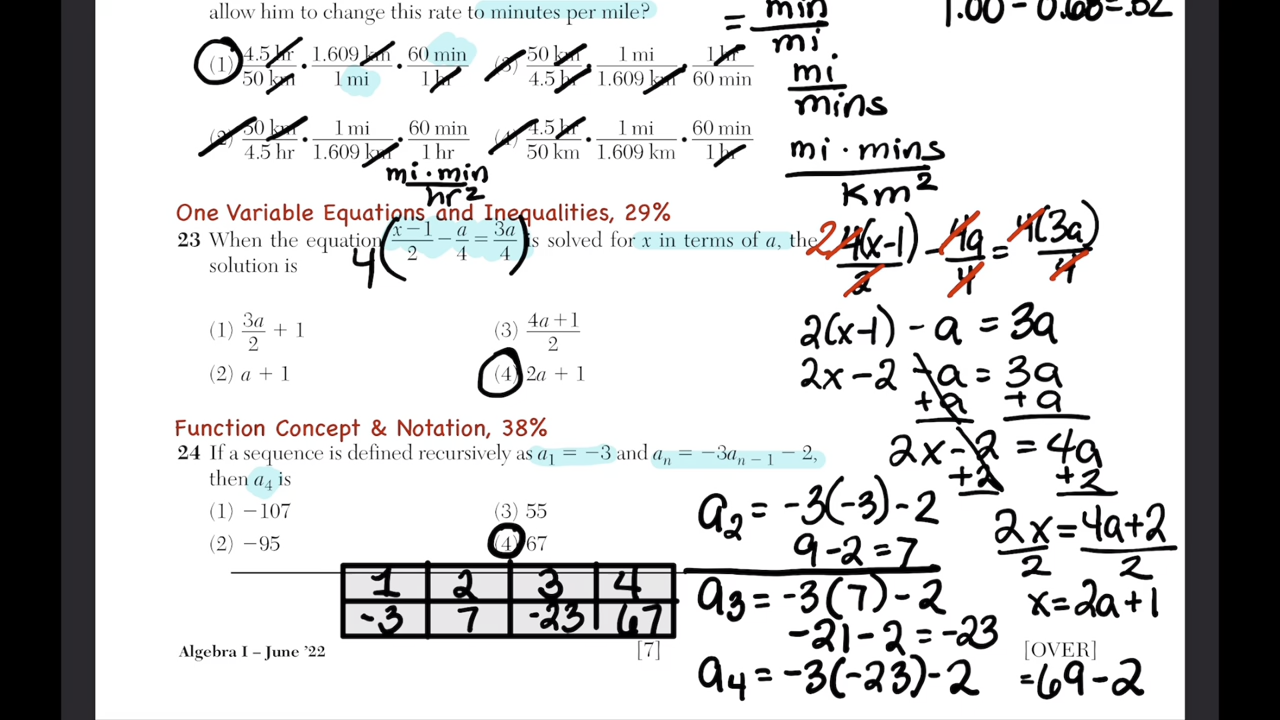 allow him to change this rate to minutes per mile?
= min/mi
1.00 - 0.68 = .32
(1) 4.5 hr/50 km • 1.609 km/1 mi • 60 min/1 hr
(3) 50 km/4.5 hr • 1 mi/1.609 km • 1 hr/60 min
mi/mins
(2) 50 km/4.5 hr • 1 mi/1.609 km • 60 min/1 hr
(4) 4.5 hr/50 km • 1 mi/1.609 km • 60 min/1 hr
mi · min/hr²
mi · mins/km²
One Variable Equations and Inequalities, 29%
23 When the equation 4(x−1/2 − a/4 = 3a/4) is solved for x in terms of a, the
solution is
(1) 3a/2 + 1
(3) 4a+1/2
(2) a + 1
(4) 2a + 1
2 4(x-1)/2 - 4a/4 = 4(3a)/4
2(x-1) - a = 3a
2x - 2 - a = 3a
+a +a
2x - 2 = 4a
+2 +2
2x/2 = 4a+2/2
x = 2a+1
Function Concept & Notation, 38%
24 If a sequence is defined recursively as a₁ = −3 and aₙ = −3aₙ₋₁ − 2,
then a₄ is
(1) −107
(3) 55
(2) −95
(4) 67
1 2 3 4
-3 7 -23 67
a₂ = -3(-3) - 2
9 - 2 = 7
a₃ = -3(7) - 2
-21 - 2 = -23
a₄ = -3(-23) - 2 = 69 - 2
Algebra I – June ’22
[7]
[OVER]